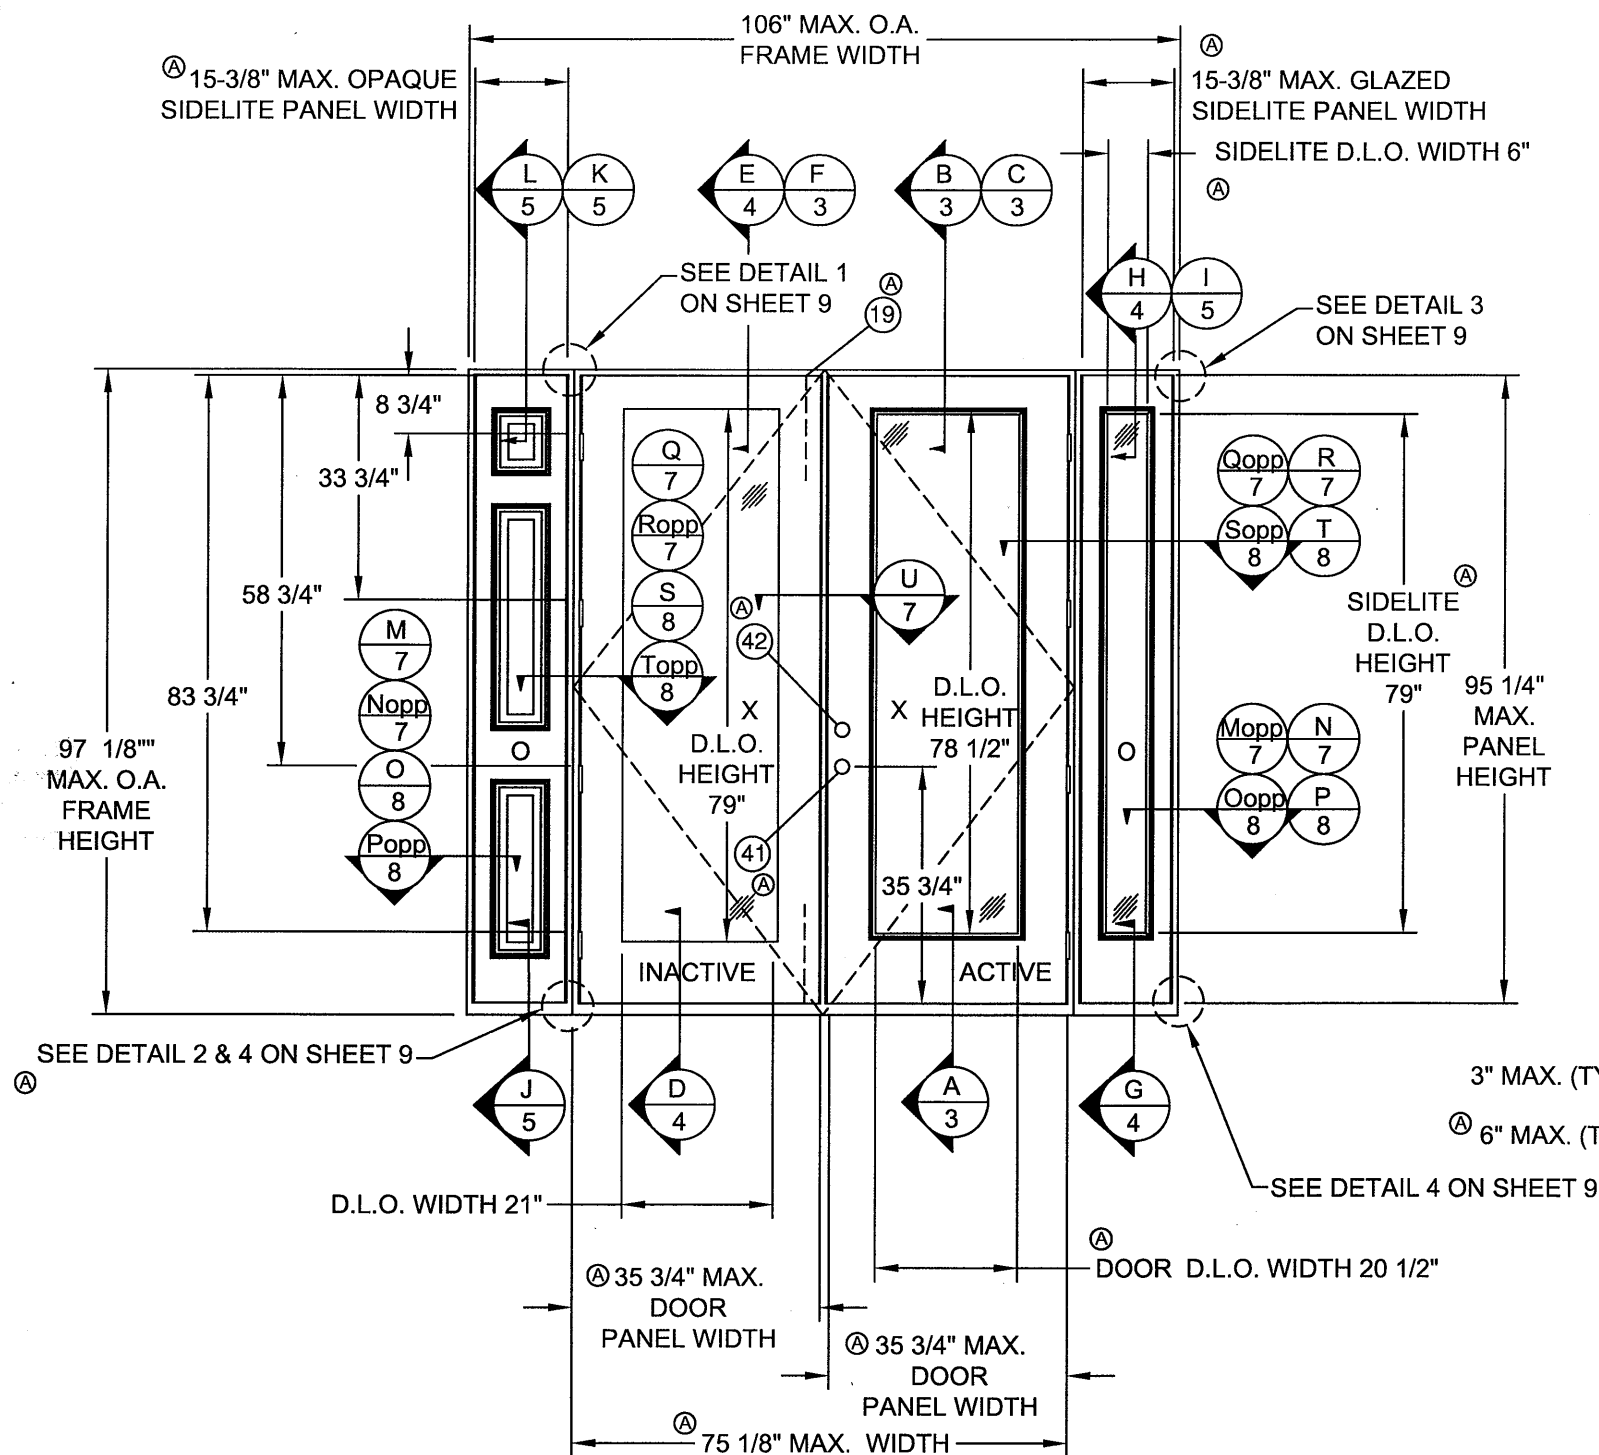 106" MAX. O.A.
FRAME WIDTH
Ⓐ 15-3/8" MAX. OPAQUE
SIDELITE PANEL WIDTH
Ⓐ
15-3/8" MAX. GLAZED
SIDELITE PANEL WIDTH
SIDELITE D.L.O. WIDTH 6"
Ⓐ
L
5
K
5
E
4
F
3
B
3
C
3
H
4
I
5
SEE DETAIL 1
ON SHEET 9
Ⓐ
19
SEE DETAIL 3
ON SHEET 9
8 3/4"
33 3/4"
58 3/4"
83 3/4"
97 1/8""
MAX. O.A.
FRAME
HEIGHT
M
7
Nopp
7
O
8
Popp
8
O
Q
7
Ropp
7
S
8
Topp
8
Ⓐ
42
U
7
X
D.L.O.
HEIGHT
79"
41
Ⓐ
X
D.L.O.
HEIGHT
78 1/2"
35 3/4"
INACTIVE
ACTIVE
O
Qopp
7
R
7
Sopp
8
T
8
Mopp
7
N
7
Oopp
8
P
8
Ⓐ
SIDELITE
D.L.O.
HEIGHT
79"
95 1/4"
MAX.
PANEL
HEIGHT
SEE DETAIL 2 & 4 ON SHEET 9
Ⓐ
J
5
D
4
A
3
G
4
3" MAX. (TY
Ⓐ 6" MAX. (T
SEE DETAIL 4 ON SHEET 9
D.L.O. WIDTH 21"
Ⓐ
DOOR D.L.O. WIDTH 20 1/2"
Ⓐ 35 3/4" MAX.
DOOR
PANEL WIDTH
Ⓐ 35 3/4" MAX.
DOOR
PANEL WIDTH
Ⓐ
75 1/8" MAX. WIDTH